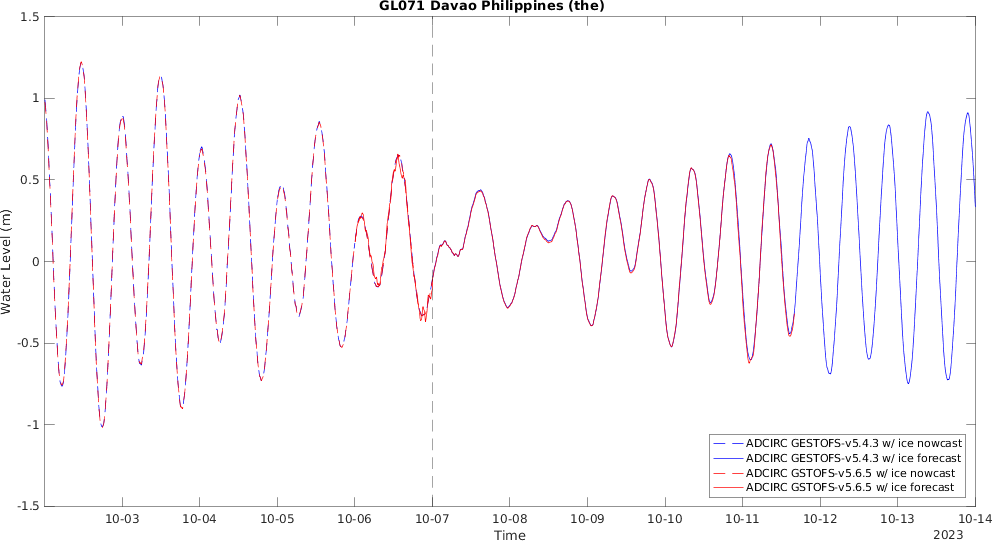 GL071 Davao Philippines (the)
1.5
1
0.5
0
-0.5
-1
-1.5
Water Level (m)
10-03
10-04
10-05
10-06
10-07
10-08
10-09
10-10
10-11
10-12
10-13
10-14
Time
2023
ADCIRC GESTOFS-v5.4.3 w/ ice nowcast
ADCIRC GESTOFS-v5.4.3 w/ ice forecast
ADCIRC GSTOFS-v5.6.5 w/ ice nowcast
ADCIRC GSTOFS-v5.6.5 w/ ice forecast